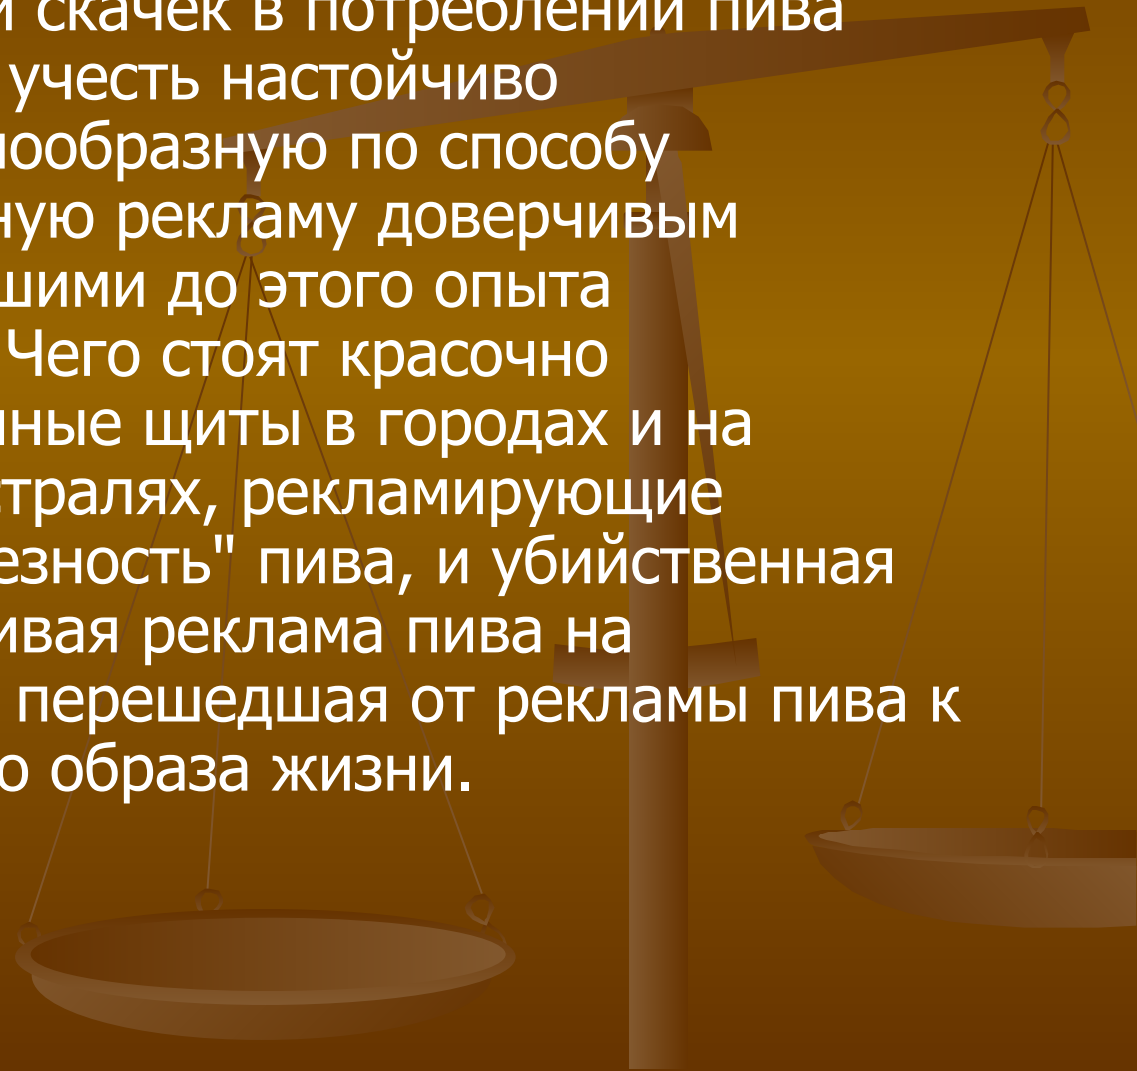 й скачек в потреблении пива
учесть настойчиво
нообразную по способу
ную рекламу доверчивым
шими до этого опыта
Чего стоят красочно
нные щиты в городах и на
стралях, рекламирующие
езность" пива, и убийственная
ивая реклама пива на
перешедшая от рекламы пива к
о образа жизни.